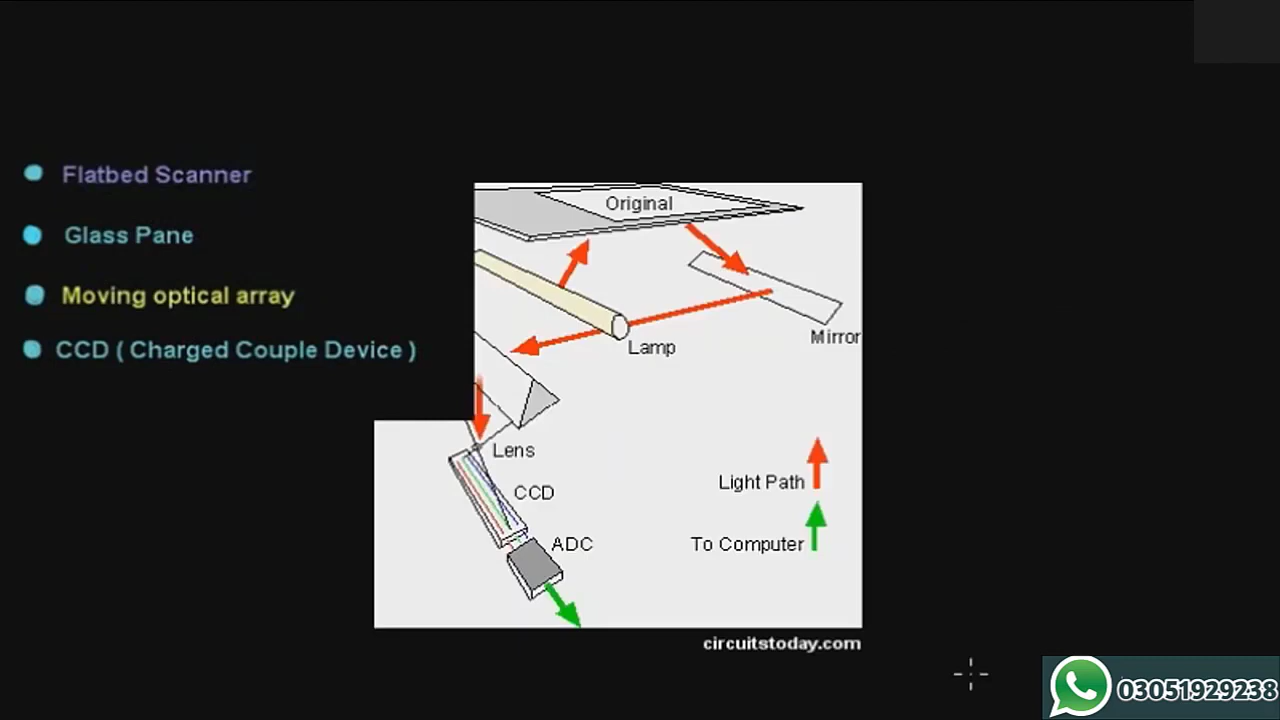 Flatbed Scanner
Glass Pane
Moving optical array
CCD ( Charged Couple Device )
Original
Mirror
Lamp
Lens
CCD
ADC
Light Path
To Computer
circuitstoday.com
03051929238